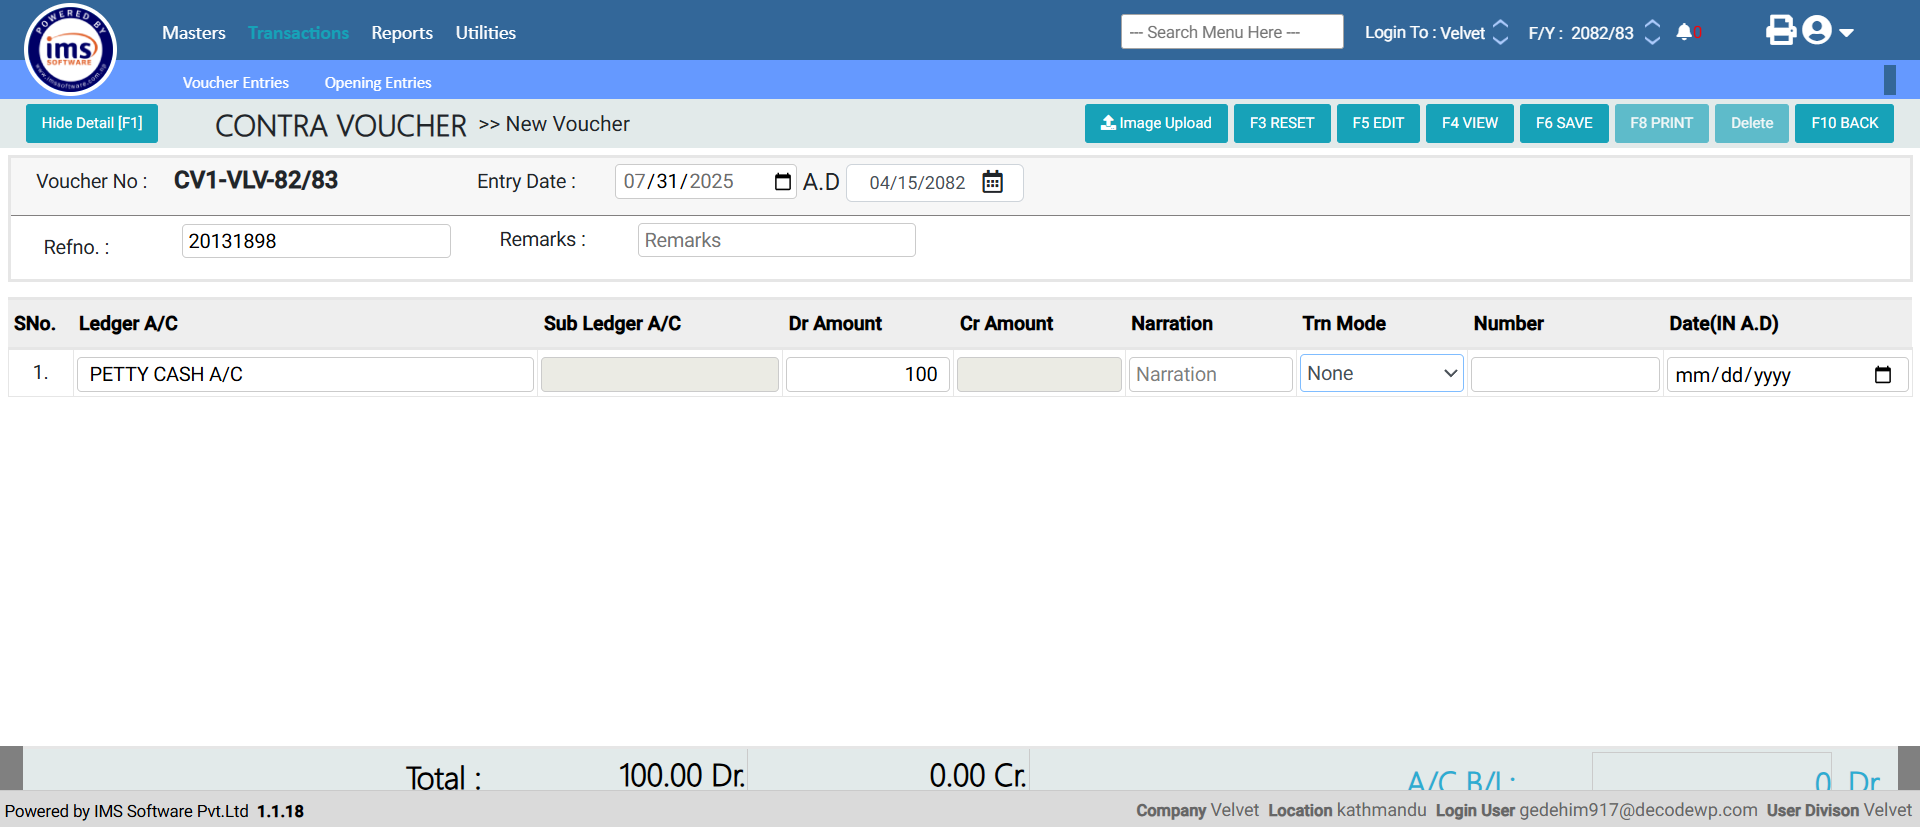 POWERED BY
ims
SOFTWARE
Masters Transactions Reports Utilities
--- Search Menu Here ---
Login To : Velvet
F/Y : 2082/83
0
Voucher Entries Opening Entries
Hide Detail [F1]
CONTRA VOUCHER >> New Voucher
Image Upload F3 RESET F5 EDIT F4 VIEW F6 SAVE F8 PRINT Delete F10 BACK
Voucher No : CV1-VLV-82/83 Entry Date : 07/31/2025 A.D 04/15/2082
Refno. : 20131898 Remarks : Remarks
SNo. Ledger A/C Sub Ledger A/C Dr Amount Cr Amount Narration Trn Mode Number Date(IN A.D)
1. PETTY CASH A/C 100 Narration None mm/dd/yyyy
Total : 100.00 Dr. 0.00 Cr. A/C B/L: 0 Dr
Powered by IMS Software Pvt.Ltd 1.1.18
Company Velvet Location kathmandu Login User gedehim917@decodewp.com User Divison Velvet